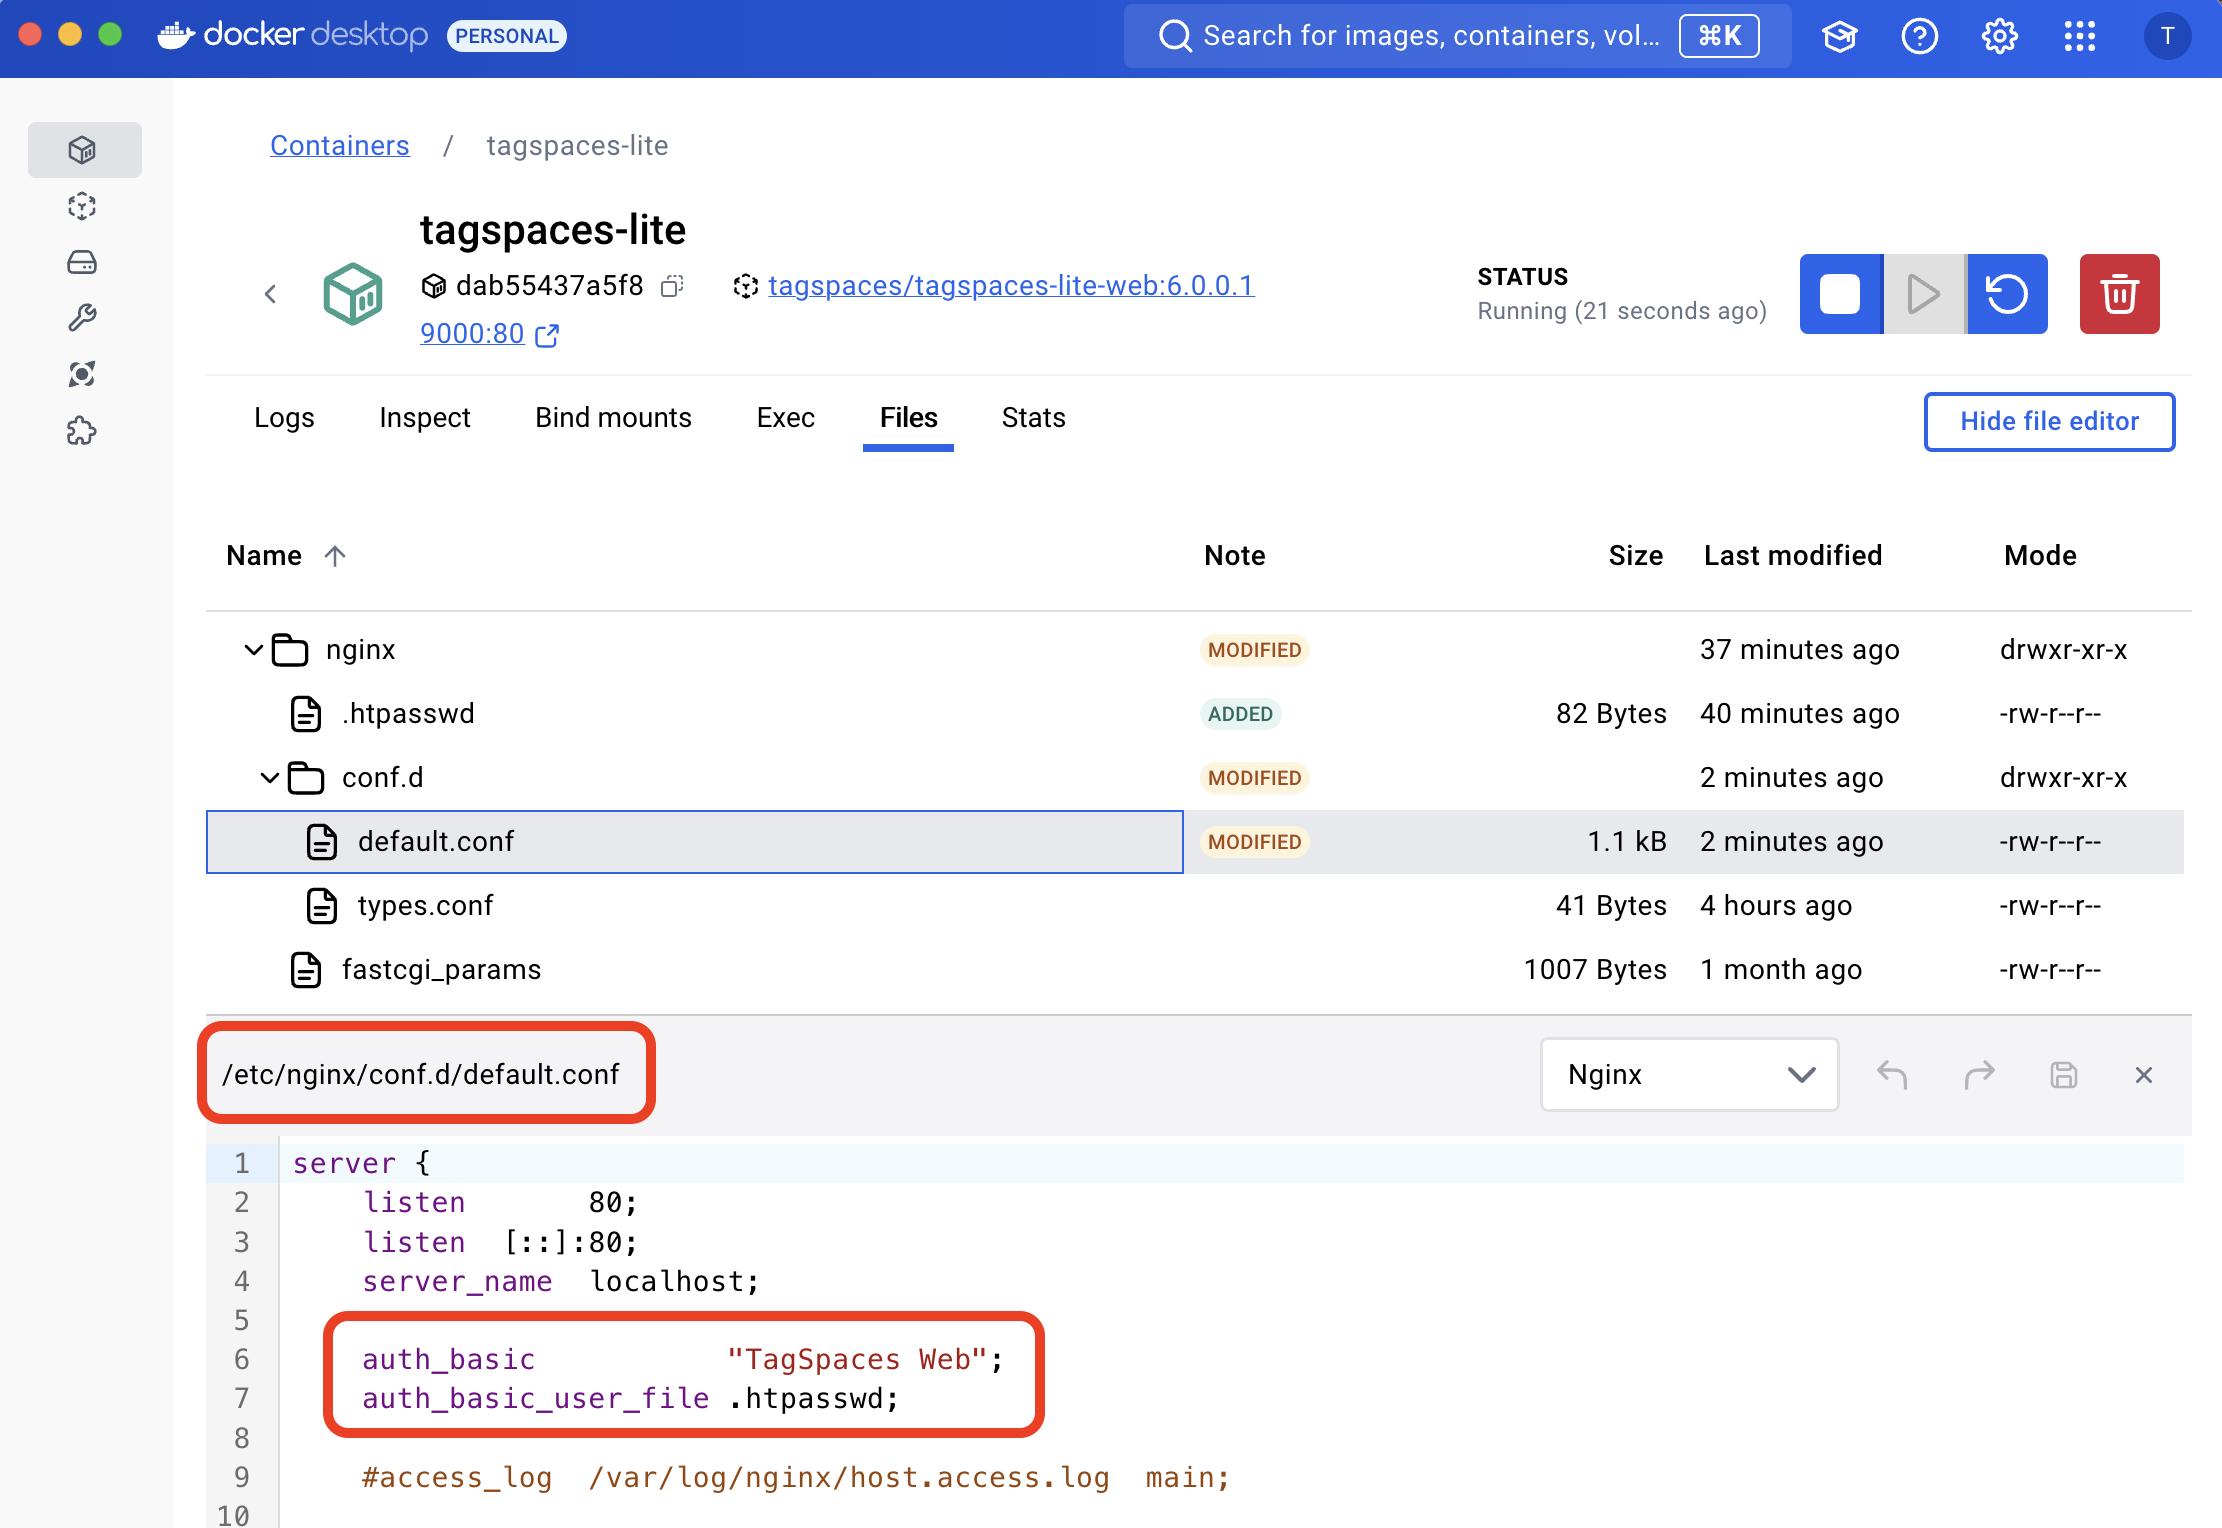 docker desktop PERSONAL
Search for images, containers, vol... ⌘K
T
Containers / tagspaces-lite
tagspaces-lite
dab55437a5f8 tagspaces/tagspaces-lite-web:6.0.0.1
9000:80
STATUS
Running (21 seconds ago)
Logs Inspect Bind mounts Exec Files Stats
Hide file editor
Name Note Size Last modified Mode
nginx MODIFIED 37 minutes ago drwxr-xr-x
.htpasswd ADDED 82 Bytes 40 minutes ago -rw-r--r--
conf.d MODIFIED 2 minutes ago drwxr-xr-x
default.conf MODIFIED 1.1 kB 2 minutes ago -rw-r--r--
types.conf 41 Bytes 4 hours ago -rw-r--r--
fastcgi_params 1007 Bytes 1 month ago -rw-r--r--
/etc/nginx/conf.d/default.conf
Nginx
1 server {
2     listen       80;
3     listen  [::]:80;
4     server_name  localhost;
5
6     auth_basic           "TagSpaces Web";
7     auth_basic_user_file .htpasswd;
8
9     #access_log  /var/log/nginx/host.access.log  main;
10